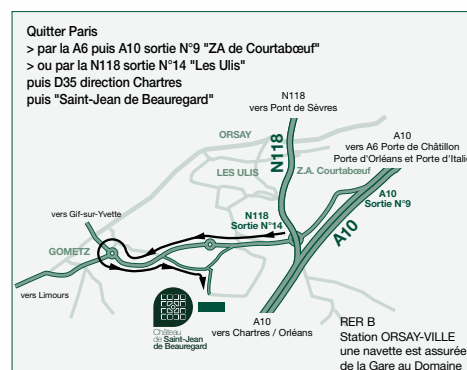 Quitter Paris
> par la A6 puis A10 sortie N°9 "ZA de Courtabœuf"
> ou par la N118 sortie N°14 "Les Ulis"
puis D35 direction Chartres
puis "Saint-Jean de Beauregard"
N118
vers Pont de Sèvres
A10
vers A6 Porte de Châtillon
Porte d'Orléans et Porte d'Italie
ORSAY
N118
LES ULIS
Z.A. Courtabœuf
A10
Sortie N°9
vers Gif-sur-Yvette
N118
Sortie N°14
A10
GOMETZ
vers Limours
Château
de Saint-Jean
de Beauregard
A10
vers Chartres / Orléans
RER B
Station ORSAY-VILLE
une navette est assurée
de la Gare au Domaine